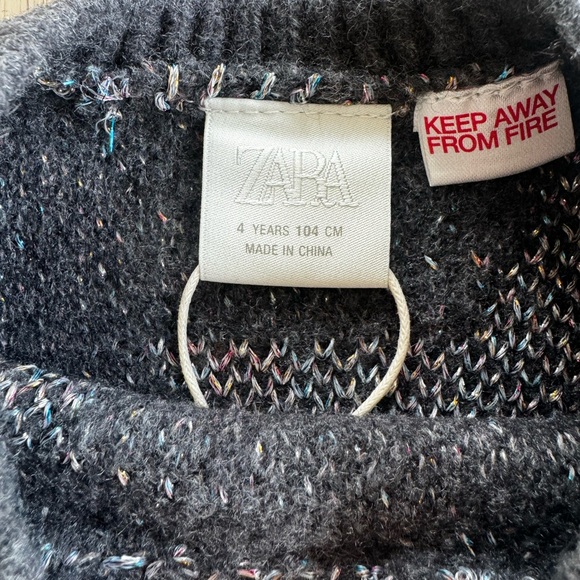 ZARA
4 YEARS 104 CM
MADE IN CHINA
KEEP AWAY
FROM FIRE